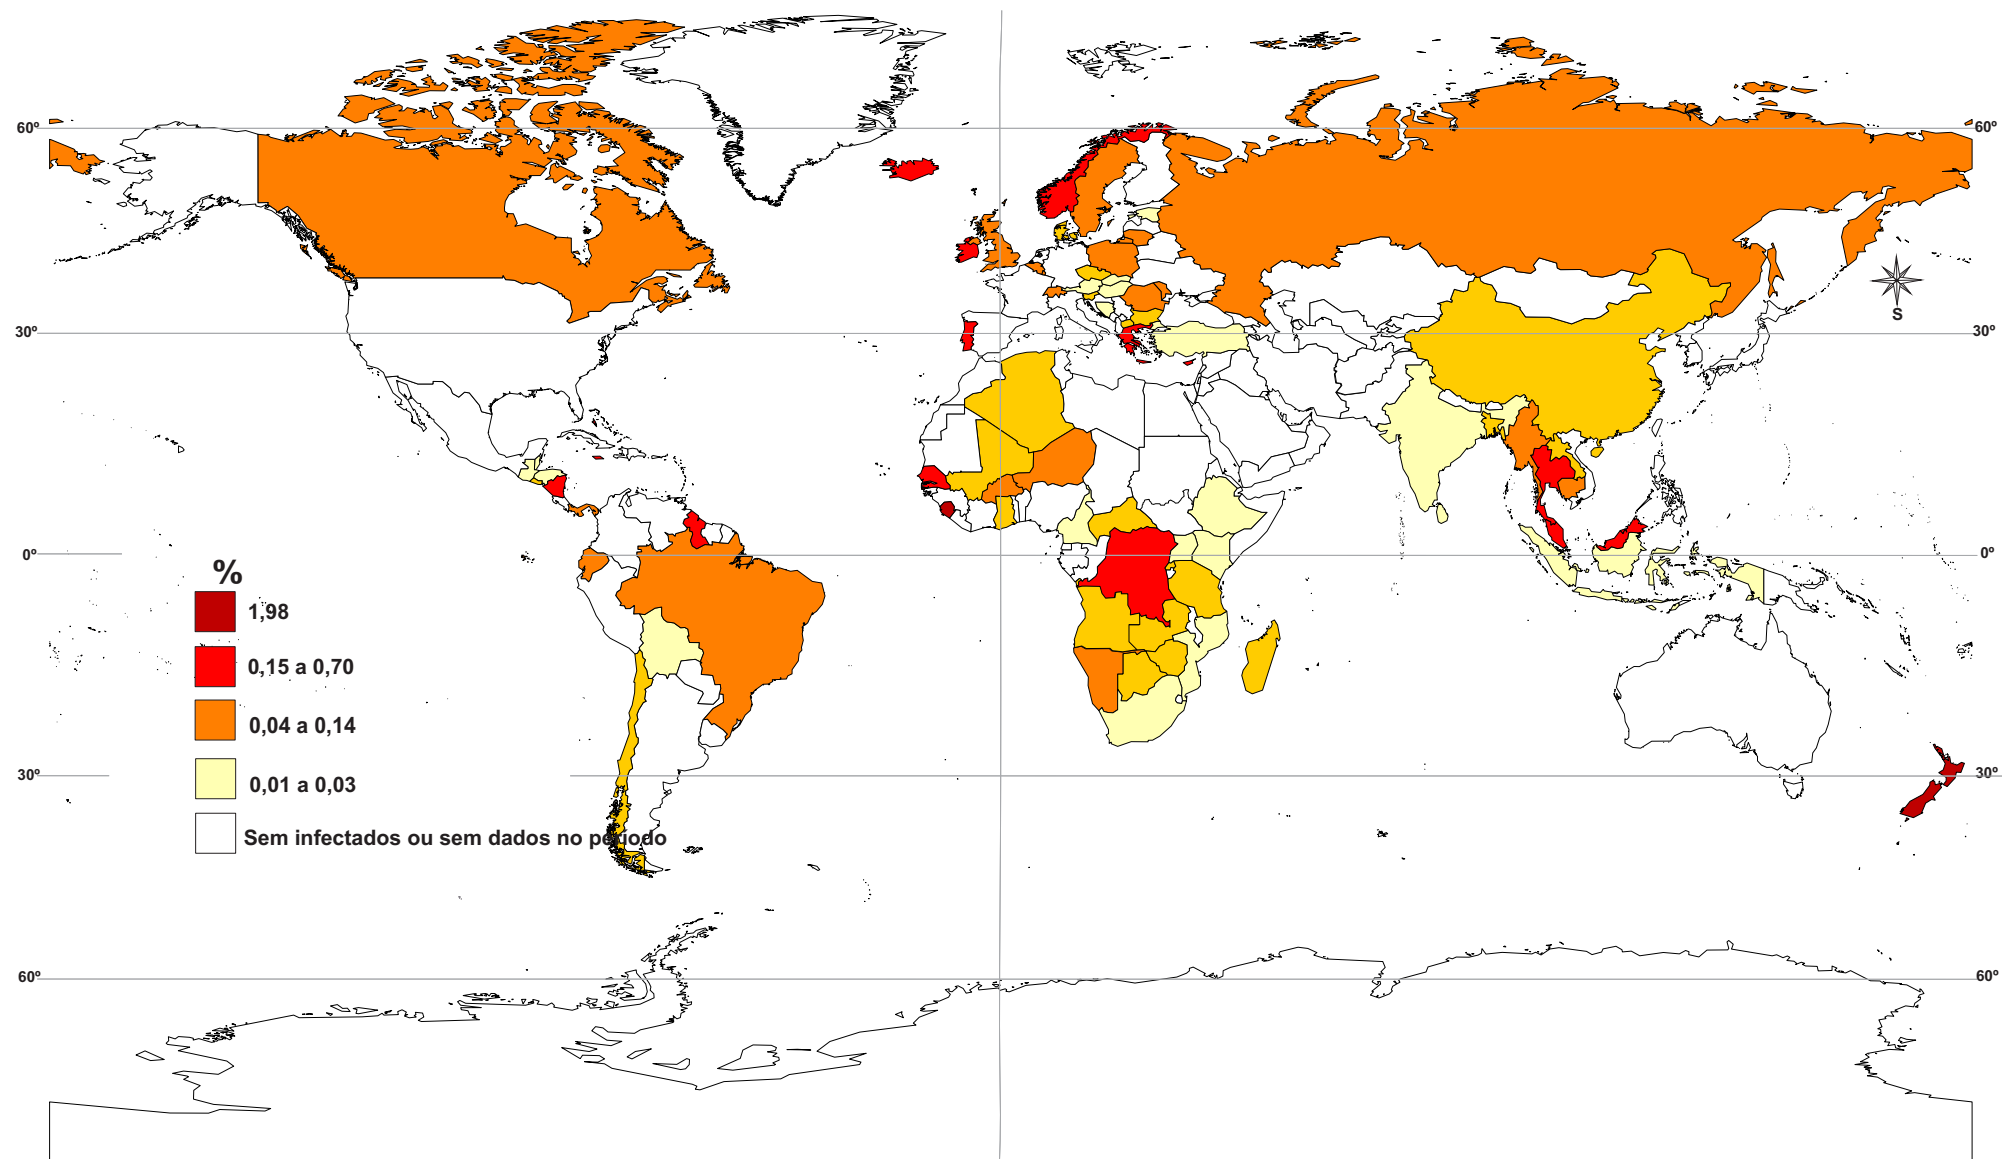 60º
60º
S
30º
30º
0º
0º
%
1,98
0,15 a 0,70
0,04 a 0,14
0,01 a 0,03
Sem infectados ou sem dados no período
30º
30º
60º
60º